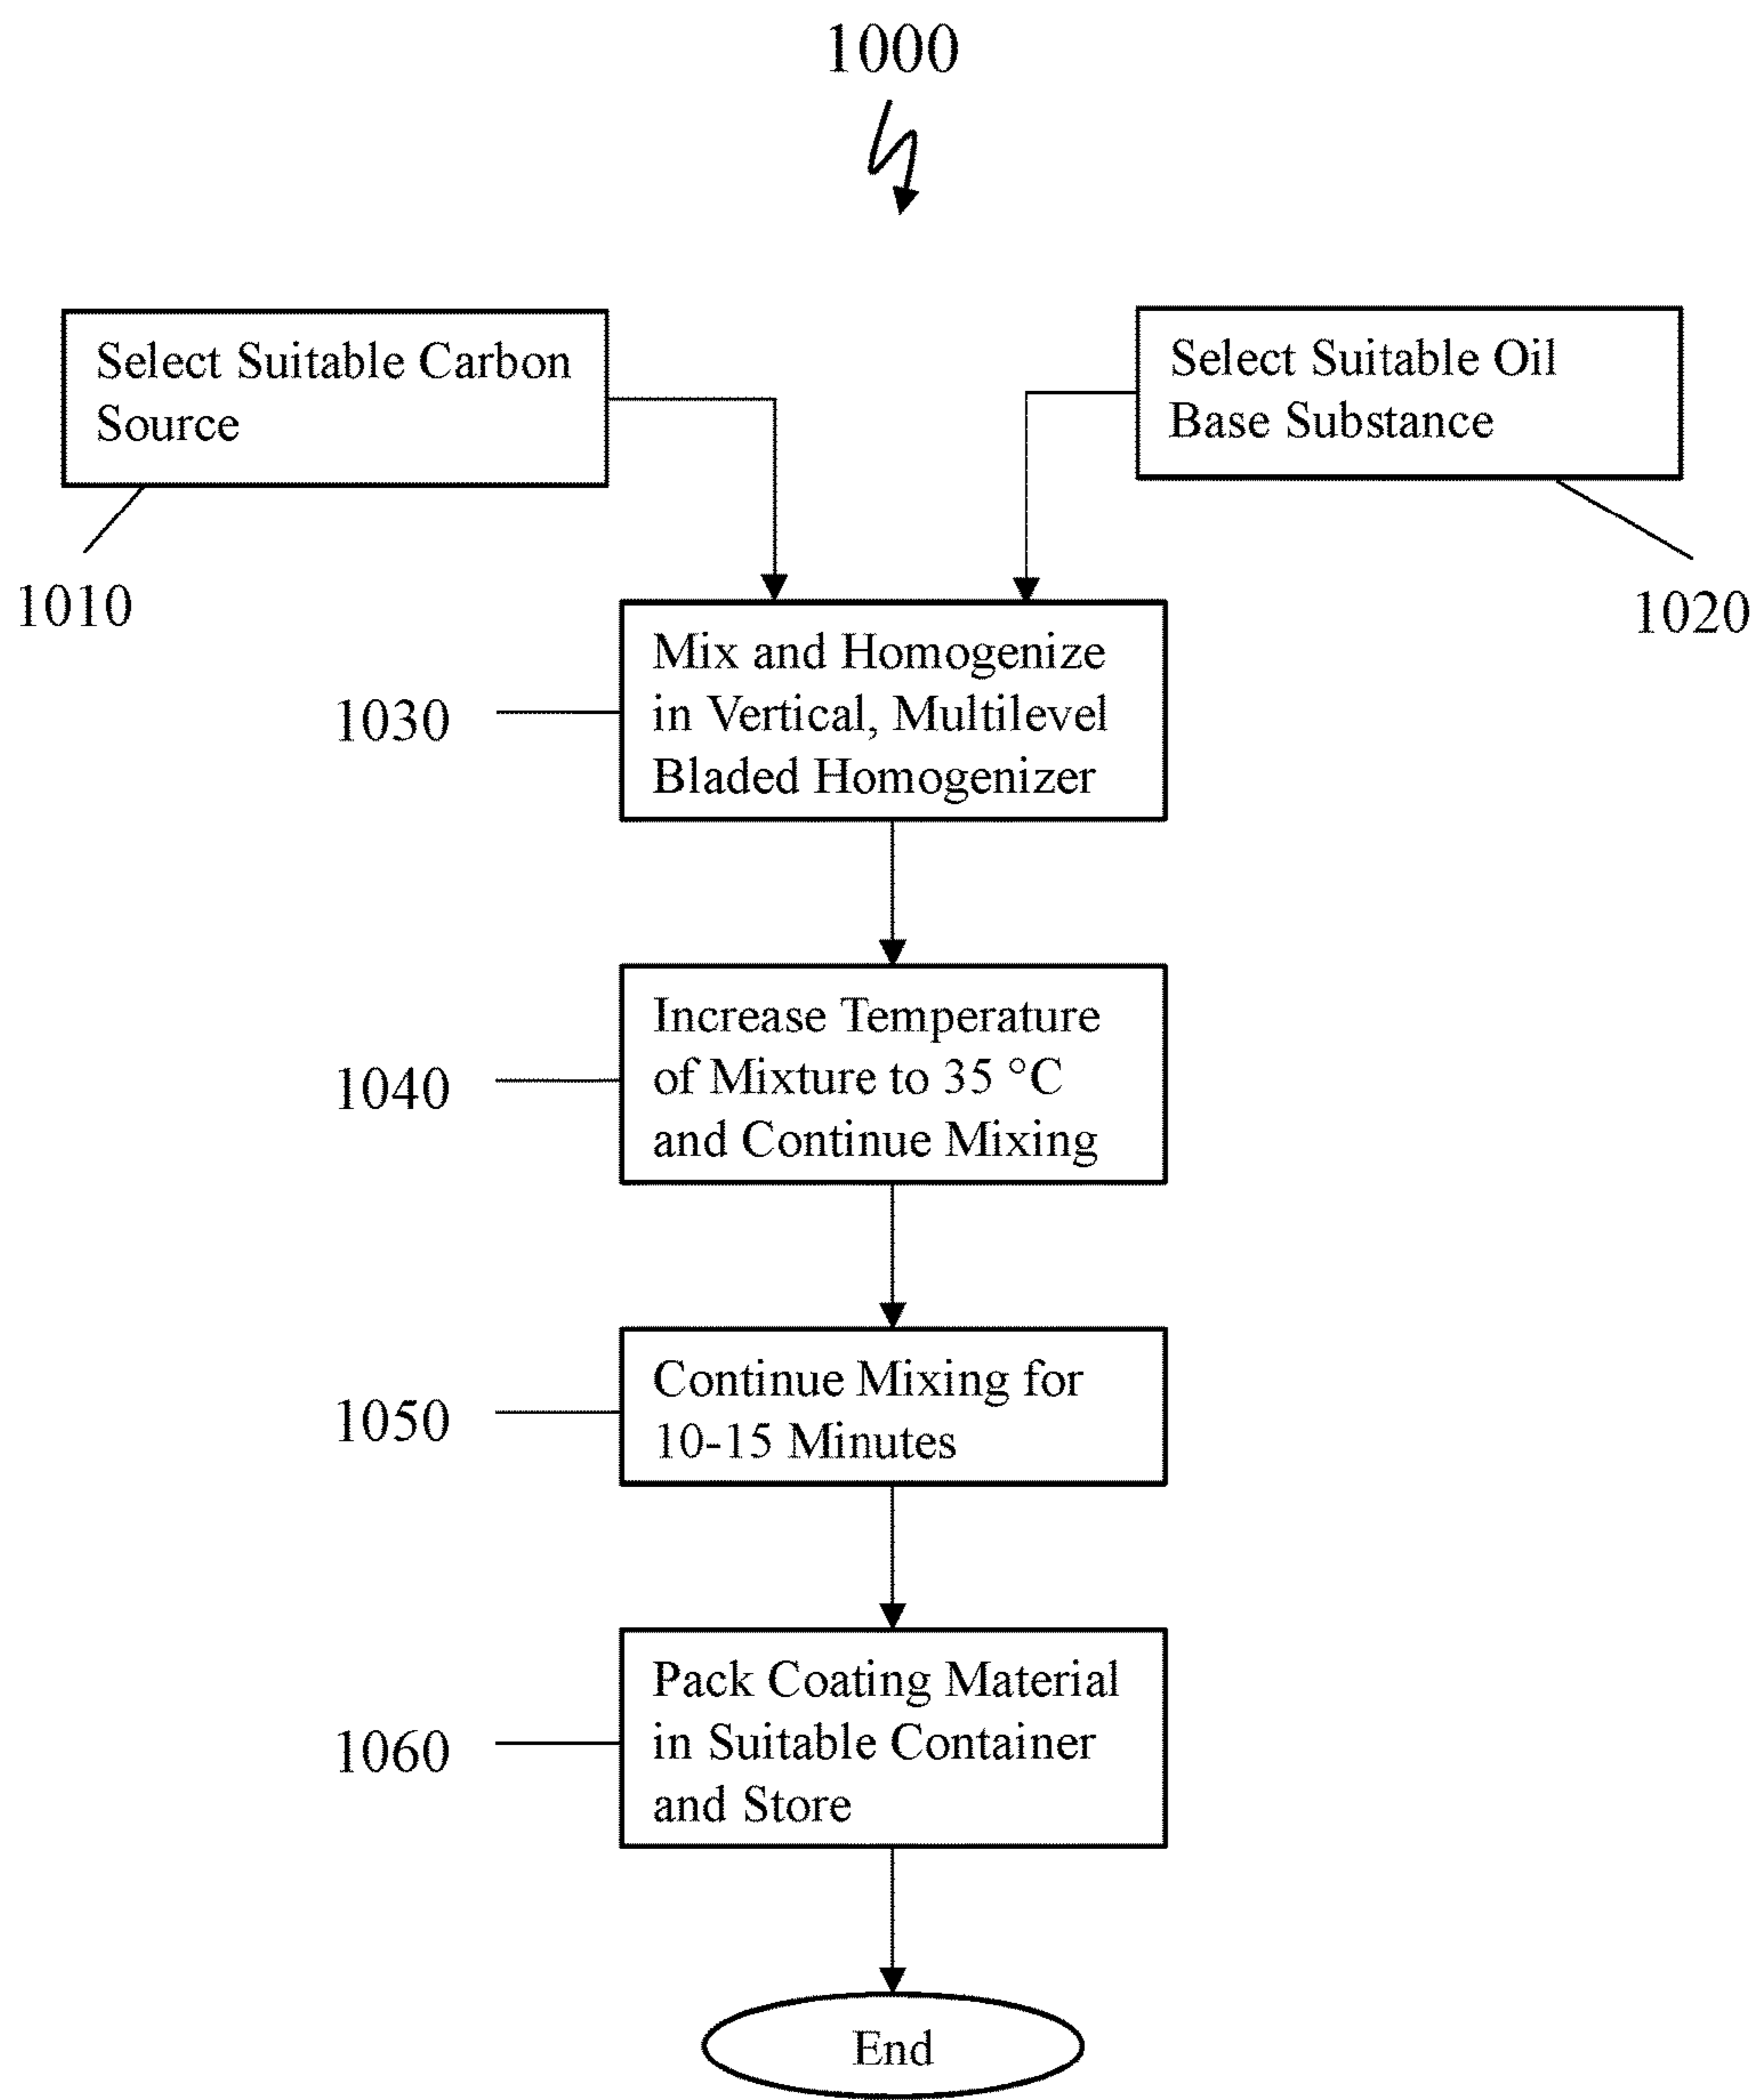 1000
Select Suitable Carbon
Source
Select Suitable Oil
Base Substance
1010
1020
Mix and Homogenize
in Vertical, Multilevel
Bladed Homogenizer
1030
Increase Temperature
of Mixture to 35 °C
and Continue Mixing
1040
Continue Mixing for
10-15 Minutes
1050
Pack Coating Material
in Suitable Container
and Store
1060
End